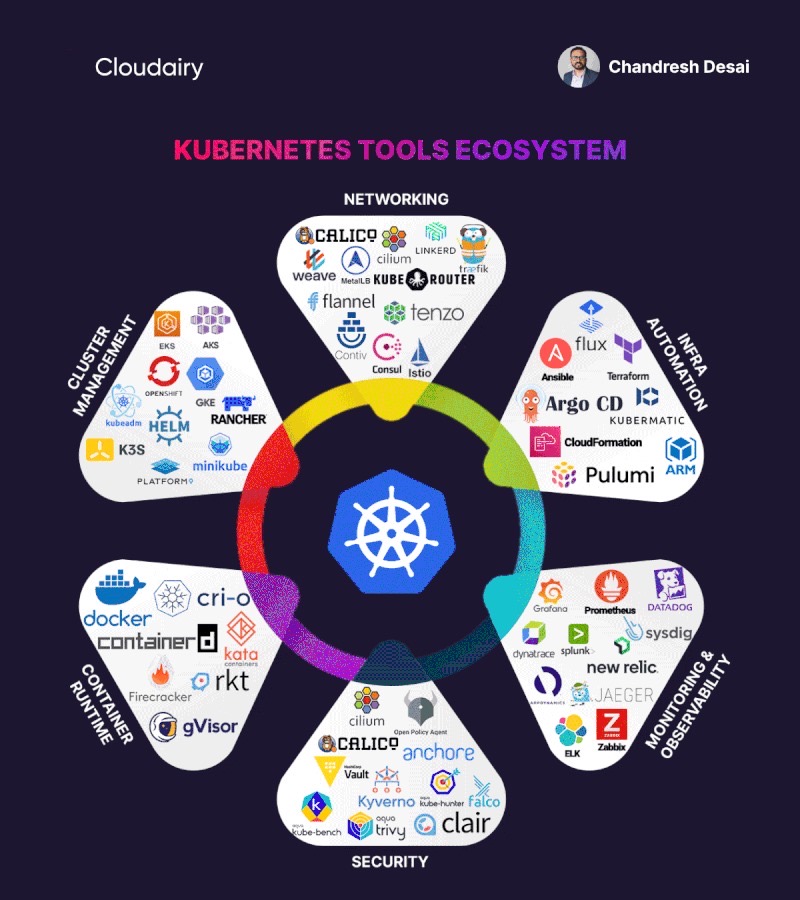 Cloudairy
Chandresh Desai
KUBERNETES TOOLS ECOSYSTEM
NETWORKING
CALICO
cilium
LINKERD
træfik
weave
MetalLB
KUBE ROUTER
flannel
tenzo
Contiv
Consul
Istio
CLUSTER
MANAGEMENT
EKS
AKS
OPENSHIFT
GKE
kubeadm
HELM
RANCHER
K3S
minikube
PLATFORM9
INFRA
AUTOMATION
flux
Ansible
Terraform
Argo CD
KUBERMATIC
CloudFormation
ARM
Pulumi
CONTAINER
RUNTIME
docker
cri-o
containerd
kata
containers
Firecracker
rkt
gVisor
MONITORING &
OBSERVABILITY
Grafana
Prometheus
DATADOG
dynatrace
splunk>
sysdig
new relic.
APPDYNAMICS
JAEGER
ELK
Z
ZABBIX
Zabbix
cilium
Open Policy Agent
CALICO
anchore
HashiCorp
Vault
Kyverno
aqua
kube-hunter
falco
k
aqua
kube-bench
aqua
trivy
clair
SECURITY